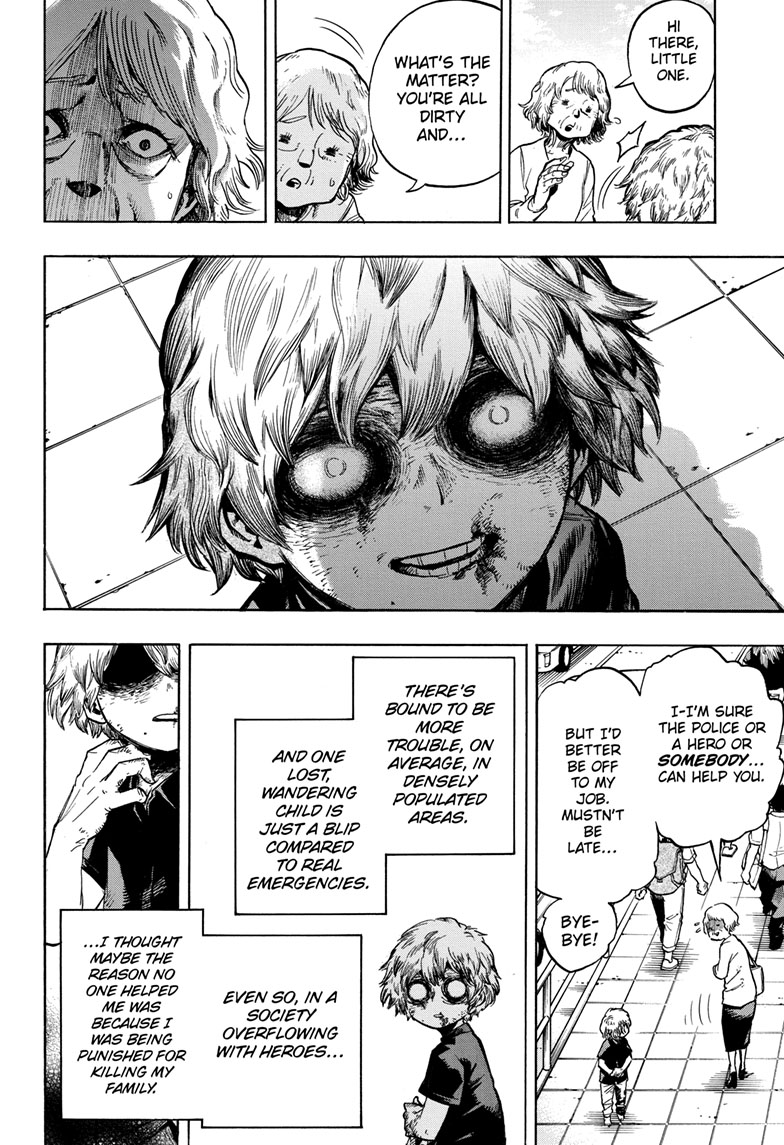 HI
THERE,
LITTLE
ONE.
WHAT'S THE
MATTER?
YOU'RE ALL
DIRTY
AND...
I-I'M SURE
THE POLICE OR
A HERO OR
SOMEBODY...
CAN HELP YOU.
BUT I'D
BETTER
BE OFF
TO MY
JOB.
MUSTN'T
BE
LATE...
BYE-
BYE!
THERE'S
BOUND TO BE
MORE
TROUBLE, ON
AVERAGE, IN
DENSELY
POPULATED
AREAS.
AND ONE
LOST,
WANDERING
CHILD IS
JUST A BLIP
COMPARED
TO REAL
EMERGENCIES.
EVEN SO, IN A
SOCIETY
OVERFLOWING
WITH HEROES...
...I THOUGHT
MAYBE THE
REASON NO
ONE HELPED
ME WAS
BECAUSE I
WAS BEING
PUNISHED FOR
KILLING MY
FAMILY.